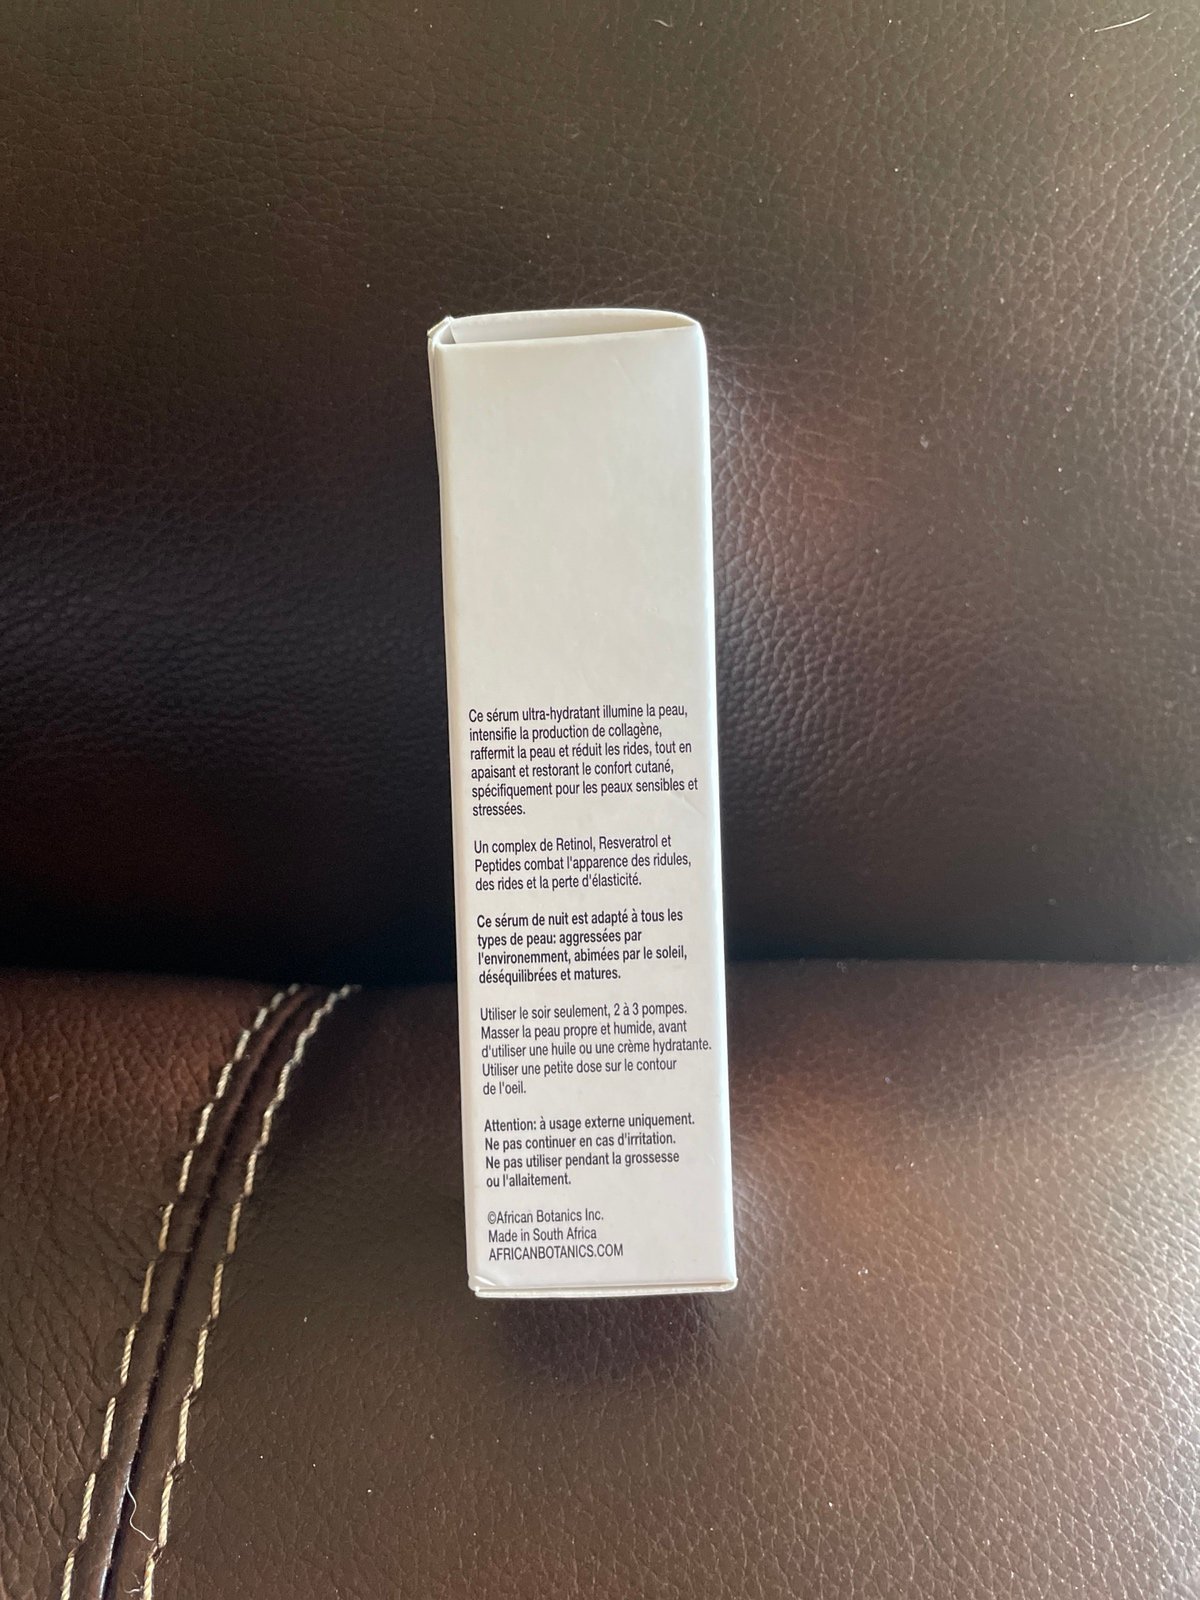 Ce sérum ultra-hydratant illumine la peau,
intensifie la production de collagène,
raffermit la peau et réduit les rides, tout en
apaisant et restorant le confort cutané,
spécifiquement pour les peaux sensibles et
stressées.
Un complex de Retinol, Resveratrol et
Peptides combat l'apparence des ridules,
des rides et la perte d'élasticité.
Ce sérum de nuit est adapté à tous les
types de peau: aggressées par
l'environemment, abimées par le soleil,
déséquilibrées et matures.
Utiliser le soir seulement, 2 à 3 pompes.
Masser la peau propre et humide, avant
d'utiliser une huile ou une crème hydratante.
Utiliser une petite dose sur le contour
de l'oeil.
Attention: à usage externe uniquement.
Ne pas continuer en cas d'irritation.
Ne pas utiliser pendant la grossesse
ou l'allaitement.
©African Botanics Inc.
Made in South Africa
AFRICANBOTANICS.COM